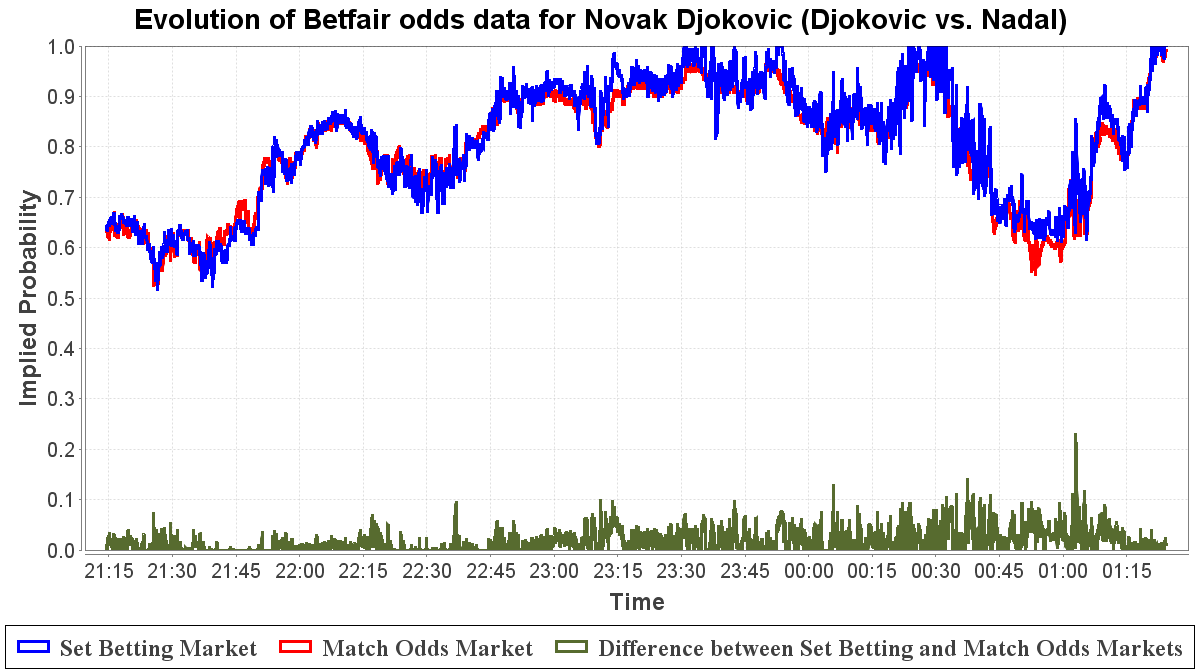 Evolution of Betfair odds data for Novak Djokovic (Djokovic vs. Nadal)
Implied Probability
1.0
0.9
0.8
0.7
0.6
0.5
0.4
0.3
0.2
0.1
0.0
21:15 21:30 21:45 22:00 22:15 22:30 22:45 23:00 23:15 23:30 23:45 00:00 00:15 00:30 00:45 01:00 01:15
Time
Set Betting Market Match Odds Market Difference between Set Betting and Match Odds Markets